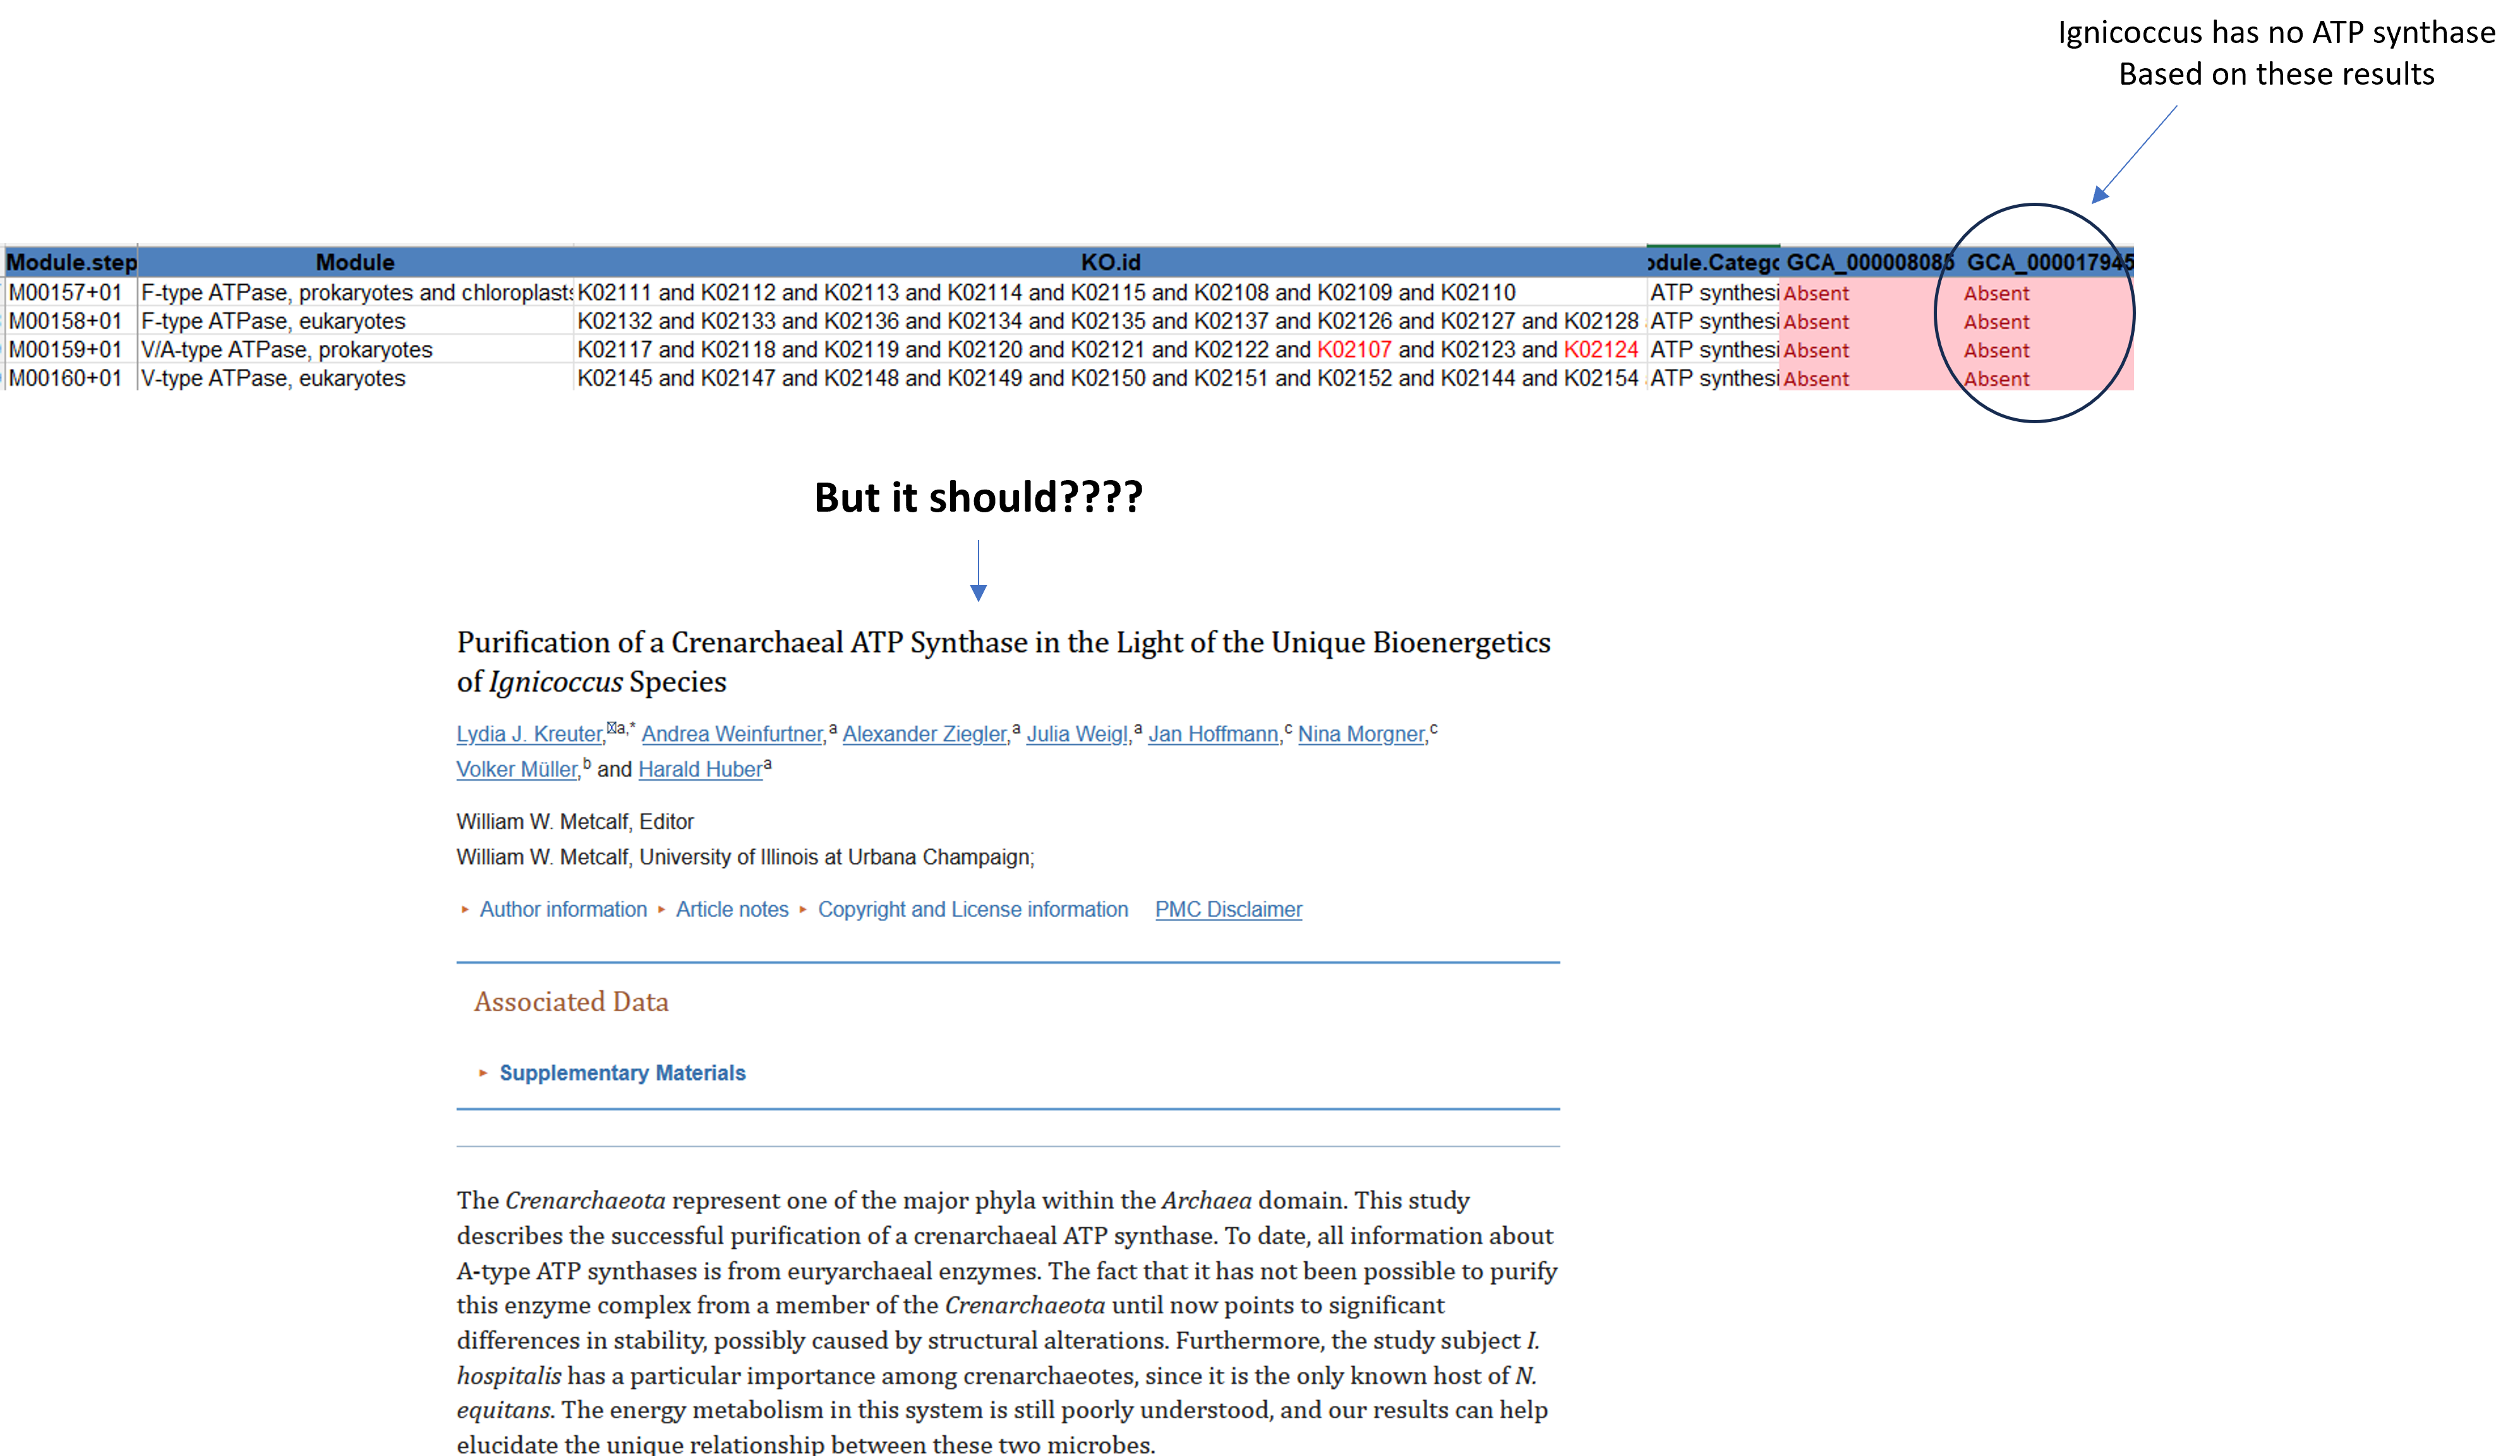 Ignicoccus has no ATP synthase
Based on these results
Module.step Module KO.id odule.Catego GCA_000008085 GCA_000017945
M00157+01 F-type ATPase, prokaryotes and chloroplasts K02111 and K02112 and K02113 and K02114 and K02115 and K02108 and K02109 and K02110 ATP synthesi Absent Absent
M00158+01 F-type ATPase, eukaryotes K02132 and K02133 and K02136 and K02134 and K02135 and K02137 and K02126 and K02127 and K02128 ATP synthesi Absent Absent
M00159+01 V/A-type ATPase, prokaryotes K02117 and K02118 and K02119 and K02120 and K02121 and K02122 and K02107 and K02123 and K02124 ATP synthesi Absent Absent
M00160+01 V-type ATPase, eukaryotes K02145 and K02147 and K02148 and K02149 and K02150 and K02151 and K02152 and K02144 and K02154 ATP synthesi Absent Absent
But it should????
Purification of a Crenarchaeal ATP Synthase in the Light of the Unique Bioenergetics
of Ignicoccus Species
Lydia J. Kreuter,a,* Andrea Weinfurtner,a Alexander Ziegler,a Julia Weigl,a Jan Hoffmann,c Nina Morgner,c
Volker Müller,b and Harald Hubera
William W. Metcalf, Editor
William W. Metcalf, University of Illinois at Urbana Champaign;
Author information Article notes Copyright and License information PMC Disclaimer
Associated Data
Supplementary Materials
The Crenarchaeota represent one of the major phyla within the Archaea domain. This study
describes the successful purification of a crenarchaeal ATP synthase. To date, all information about
A-type ATP synthases is from euryarchaeal enzymes. The fact that it has not been possible to purify
this enzyme complex from a member of the Crenarchaeota until now points to significant
differences in stability, possibly caused by structural alterations. Furthermore, the study subject I.
hospitalis has a particular importance among crenarchaeotes, since it is the only known host of N.
equitans. The energy metabolism in this system is still poorly understood, and our results can help
elucidate the unique relationship between these two microbes.